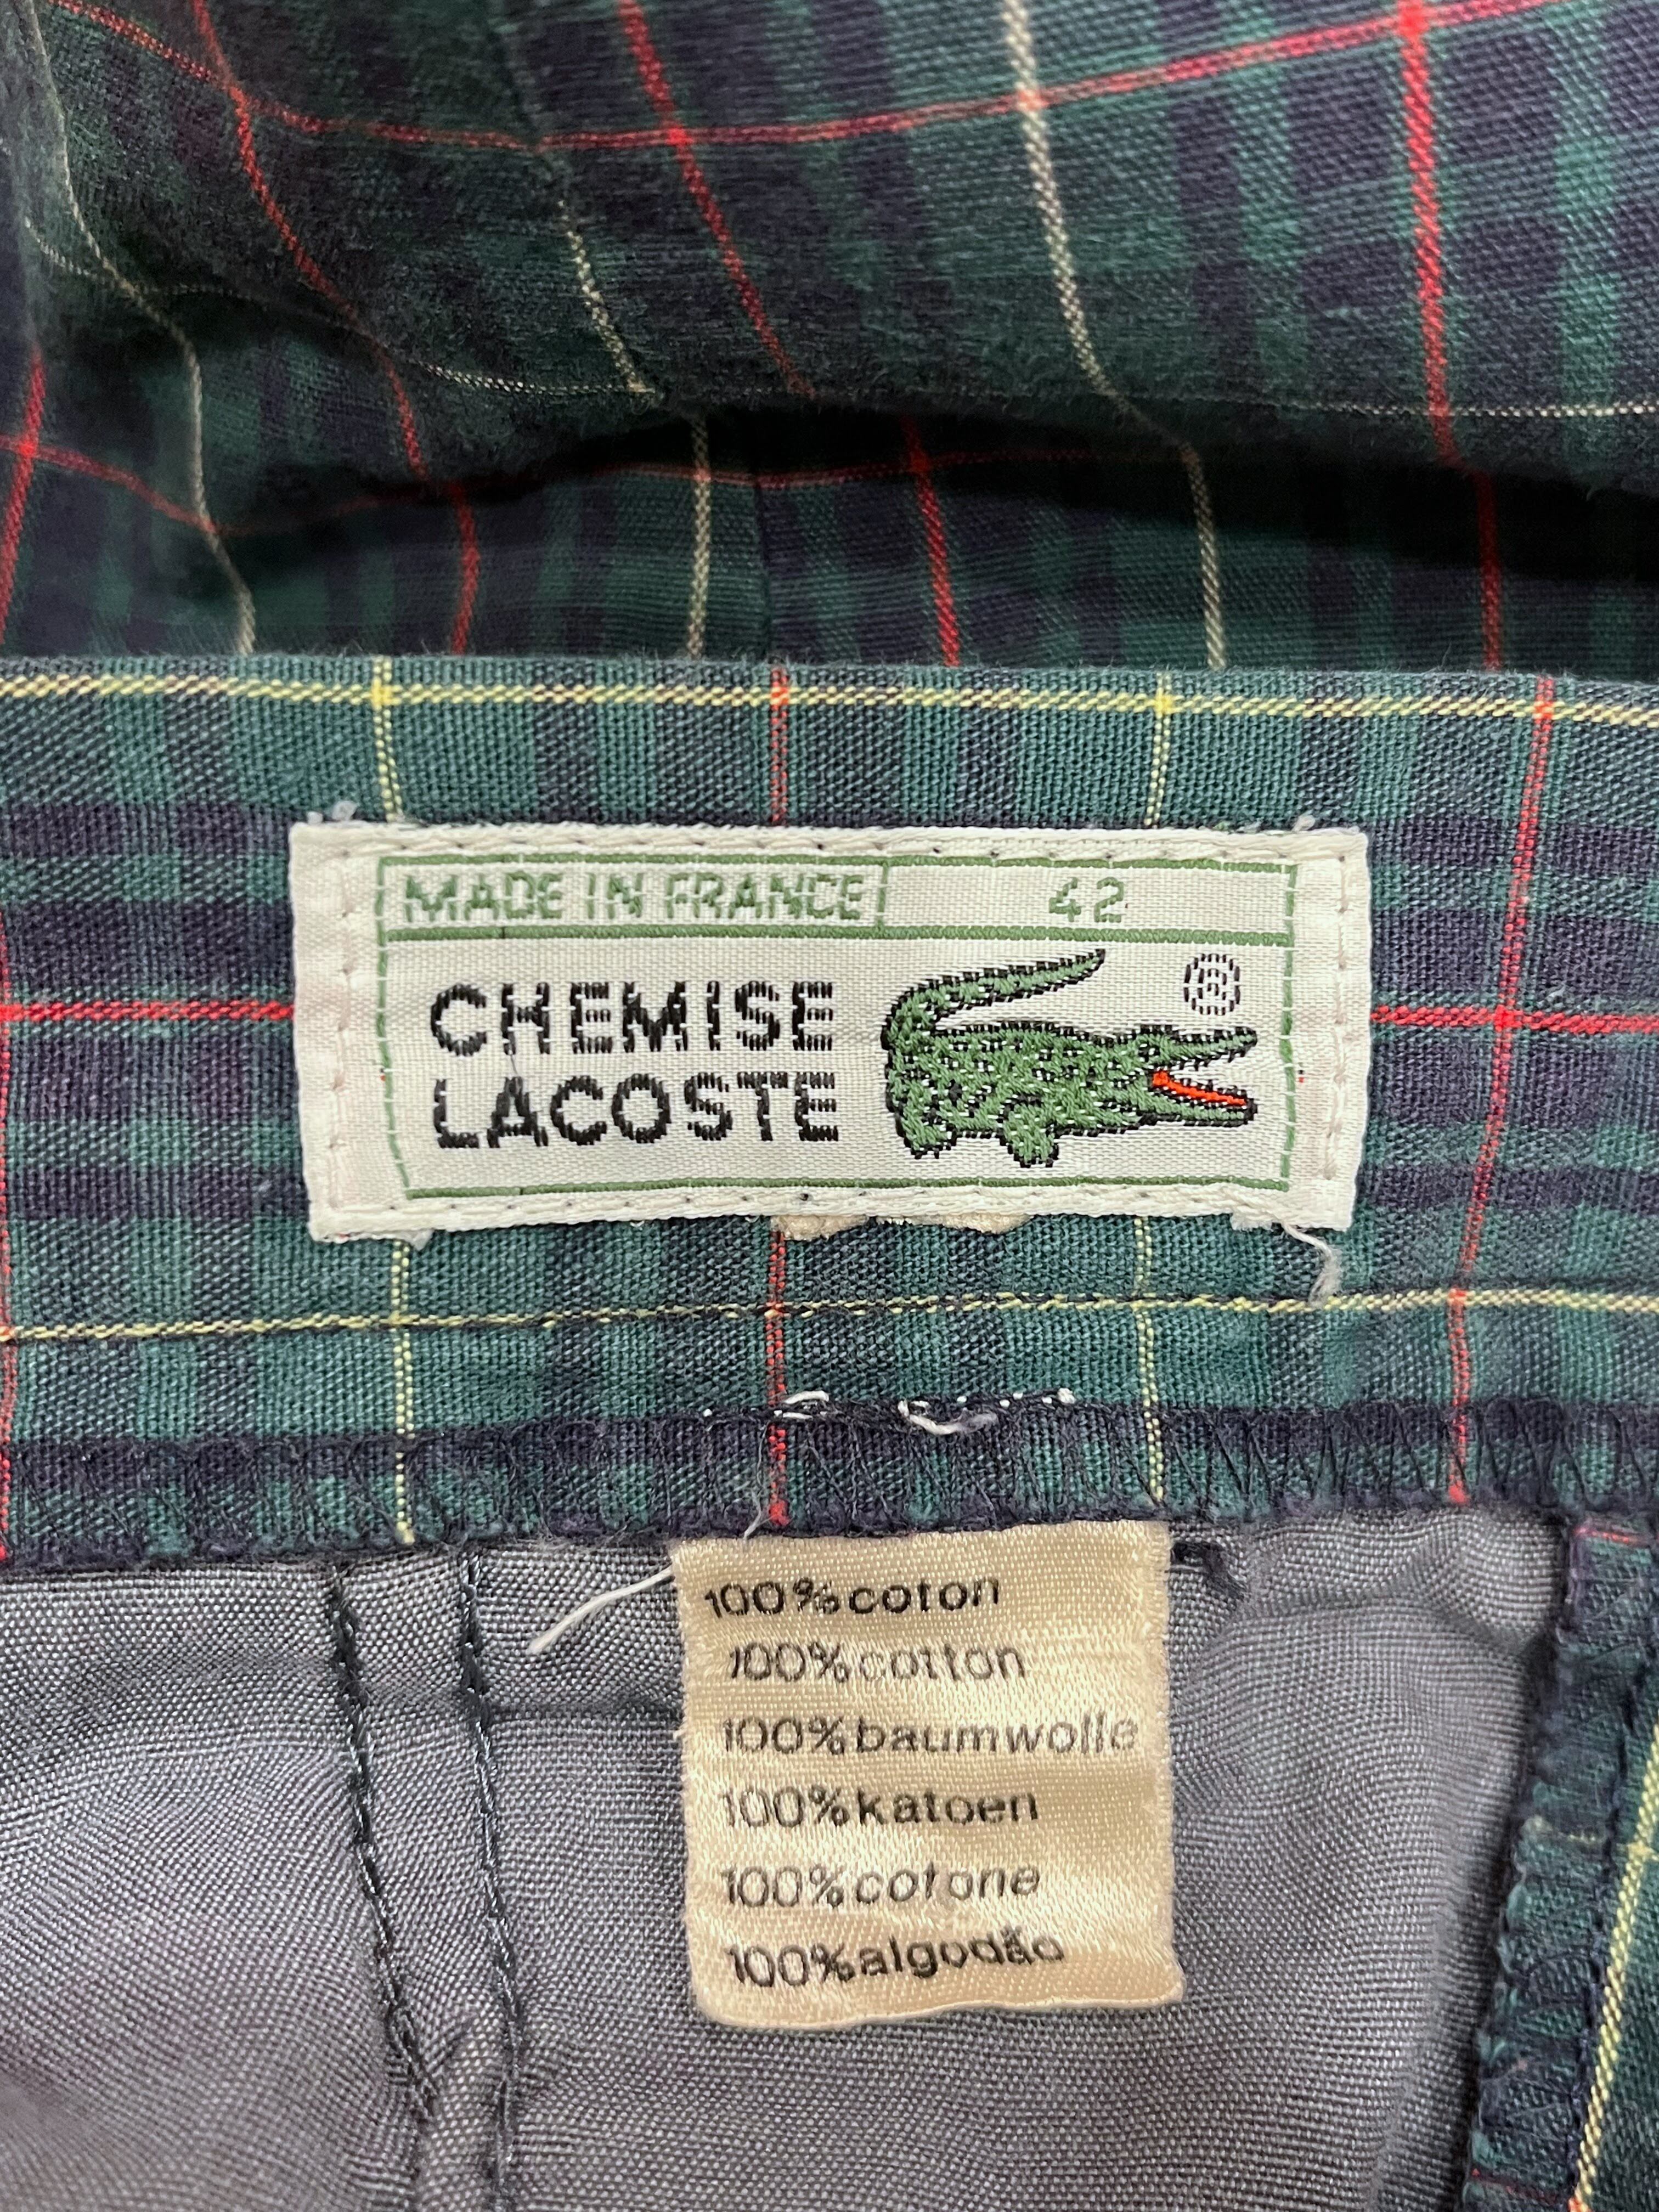 MADE IN FRANCE 42
CHEMISE
LACOSTE
®
100% coton
100% cotton
100% baumwolle
100% katoen
100% cotone
100% algodão